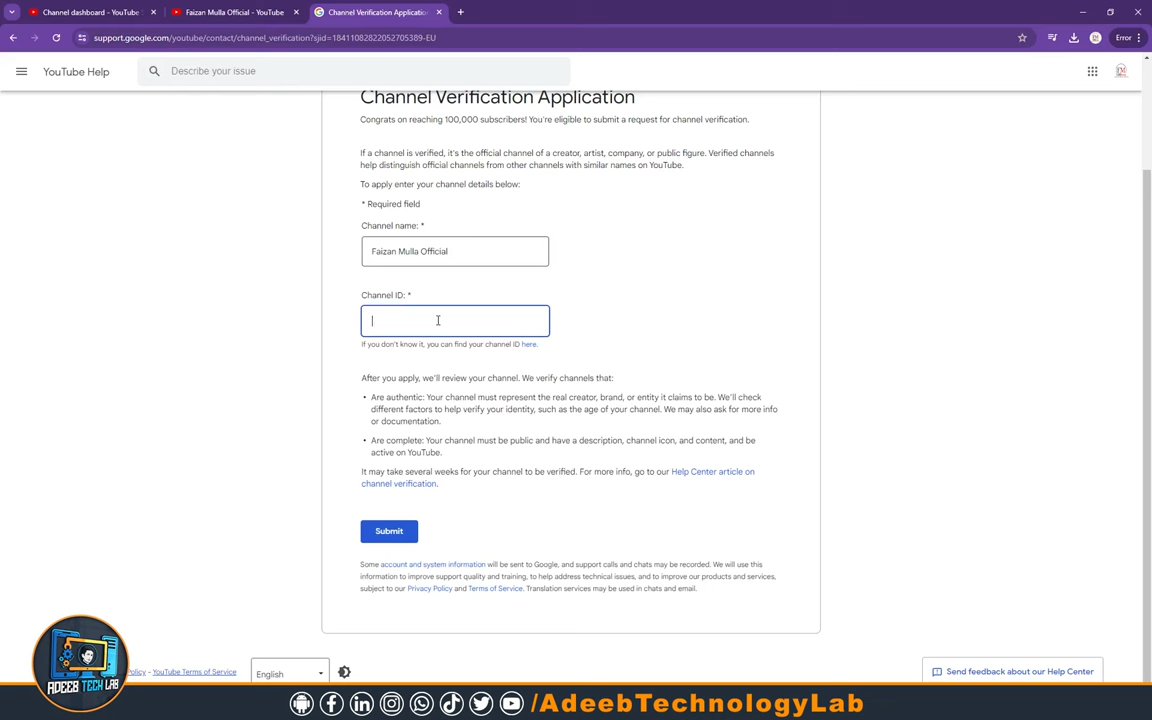 Channel dashboard - YouTube
Faizan Mulla Official - YouTube
Channel Verification Application
support.google.com/youtube/contact/channel_verification?sjid=18411082822052705389-EU
Error
YouTube Help
Describe your issue
Channel Verification Application
Congrats on reaching 100,000 subscribers! You're eligible to submit a request for channel verification.
If a channel is verified, it's the official channel of a creator, artist, company, or public figure. Verified channels
help distinguish official channels from other channels with similar names on YouTube.
To apply enter your channel details below:
* Required field
Channel name: *
Faizan Mulla Official
Channel ID: *
If you don't know it, you can find your channel ID here.
After you apply, we'll review your channel. We verify channels that:
• Are authentic: Your channel must represent the real creator, brand, or entity it claims to be. We'll check
different factors to help verify your identity, such as the age of your channel. We may also ask for more info
or documentation.
• Are complete: Your channel must be public and have a description, channel icon, and content, and be
active on YouTube.
It may take several weeks for your channel to be verified. For more info, go to our Help Center article on
channel verification.
Submit
Some account and system information will be sent to Google, and support calls and chats may be recorded. We will use this
information to improve support quality and training, to help address technical issues, and to improve our products and services,
subject to our Privacy Policy and Terms of Service. Translation services may be used in chats and email.
Policy - YouTube Terms of Service
English
Send feedback about our Help Center
ADEEB TECH LAB
/AdeebTechnologyLab